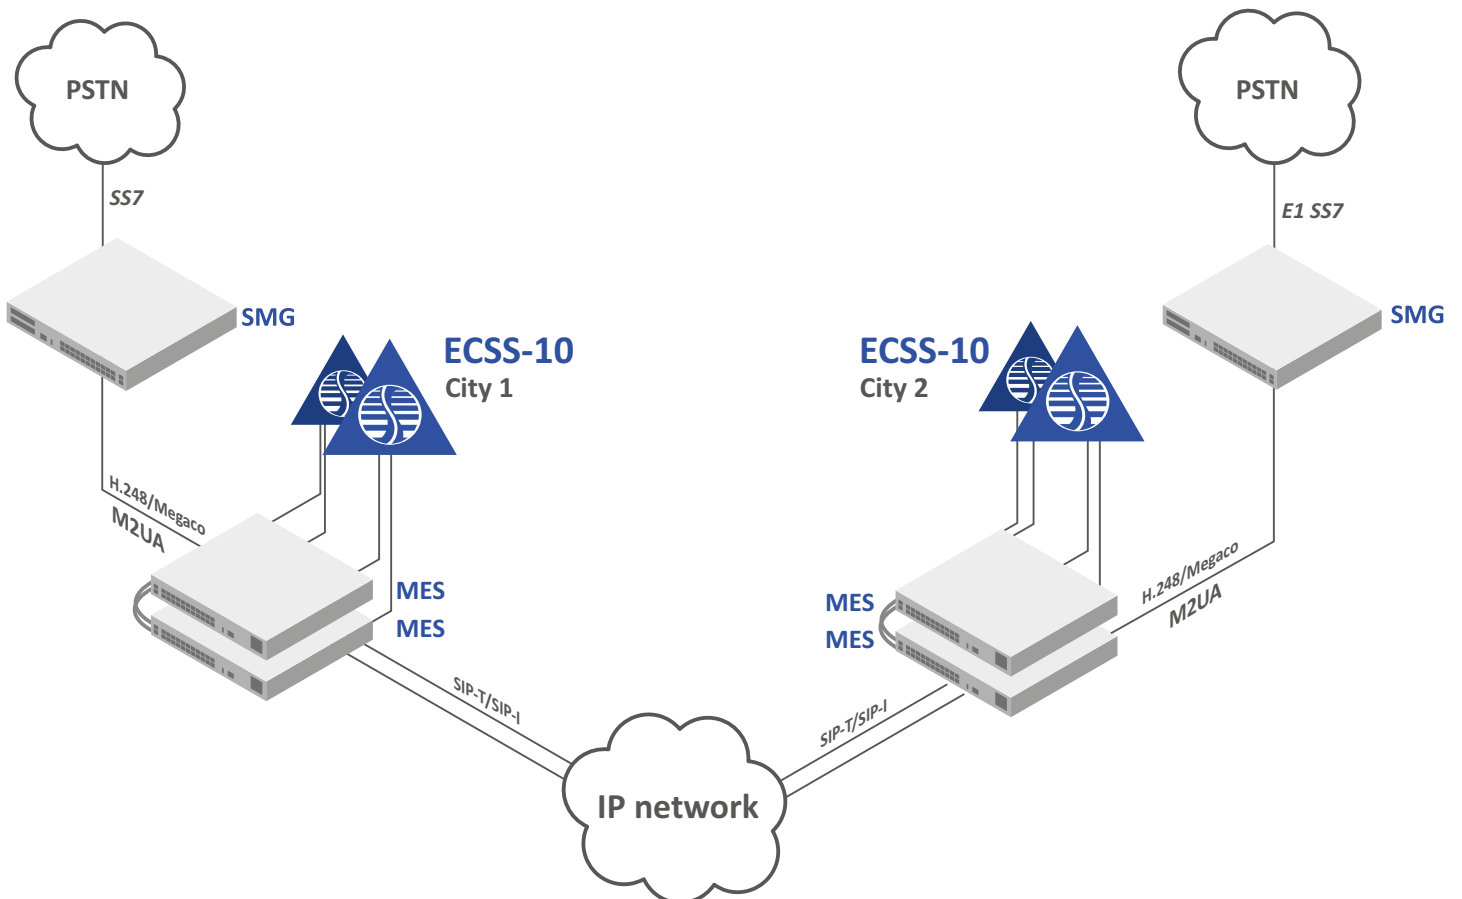 PSTN
PSTN
SS7
E1 SS7
SMG
SMG
ECSS-10
City 1
ECSS-10
City 2
H.248/Megaco
M2UA
H.248/Megaco
M2UA
MES
MES
MES
MES
SIP-T/SIP-I
SIP-T/SIP-I
IP network